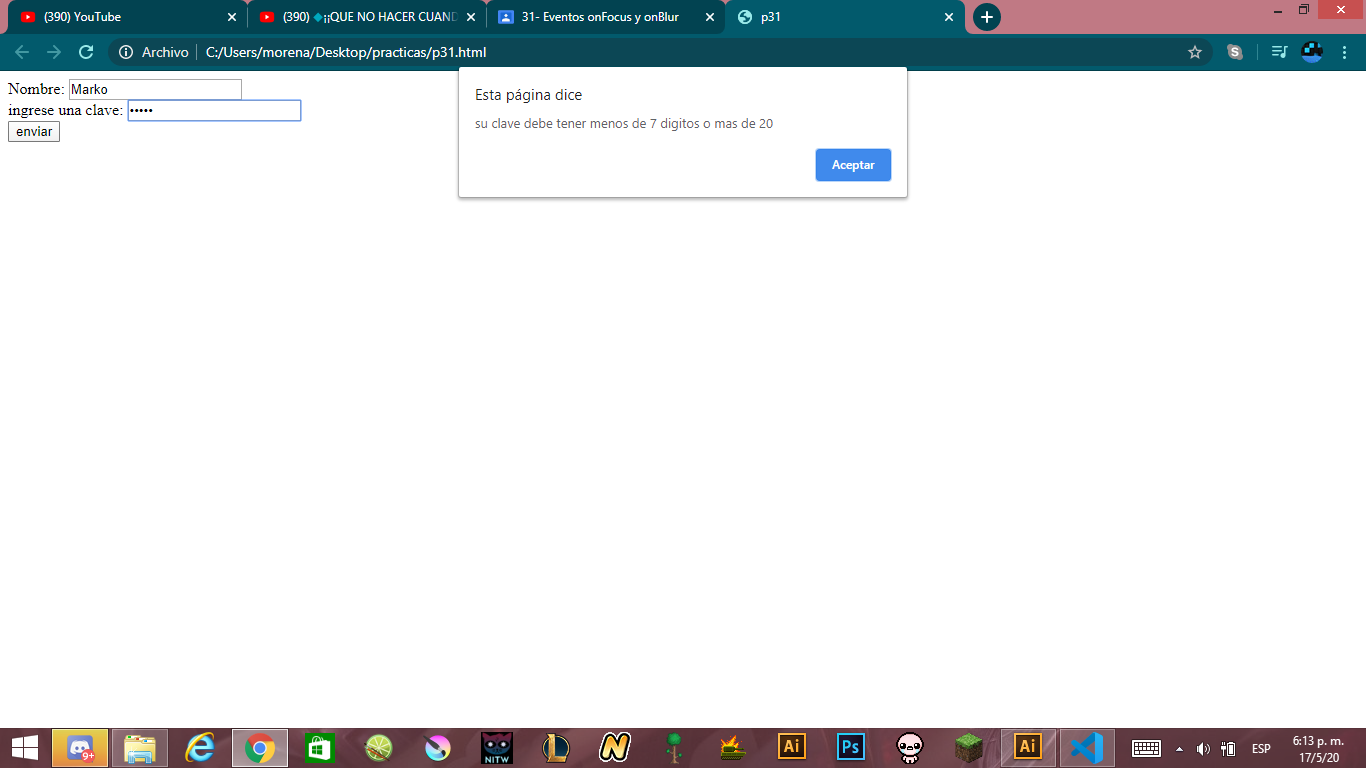 (390) YouTube
(390) ◆¡¡QUE NO HACER CUAND
31- Eventos onFocus y onBlur
p31
Archivo
C:/Users/morena/Desktop/practicas/p31.html
Nombre: Marko
ingrese una clave: •••••
enviar
Esta página dice
su clave debe tener menos de 7 digitos o mas de 20
Aceptar
9+
NITW
N
Ai
Ps
Ai
ESP
6:13 p. m.
17/5/20